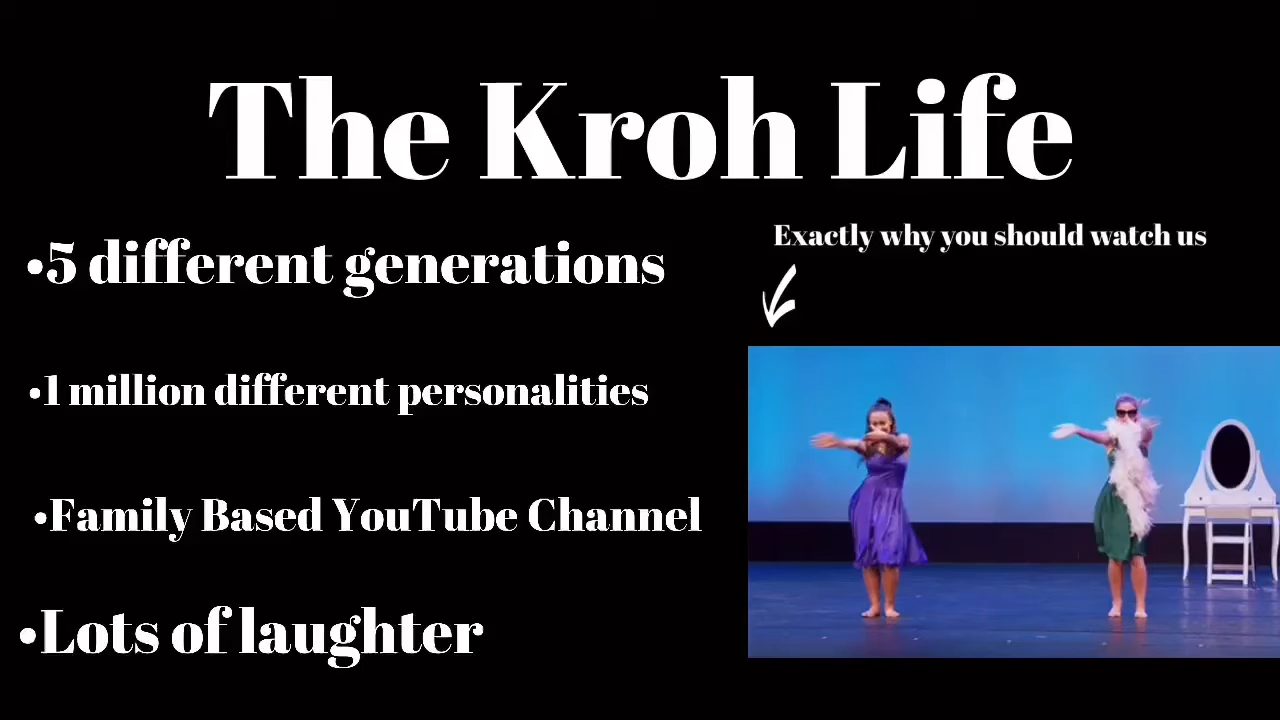 The Kroh Life
•5 different generations
•1 million different personalities
•Family Based YouTube Channel
•Lots of laughter
Exactly why you should watch us